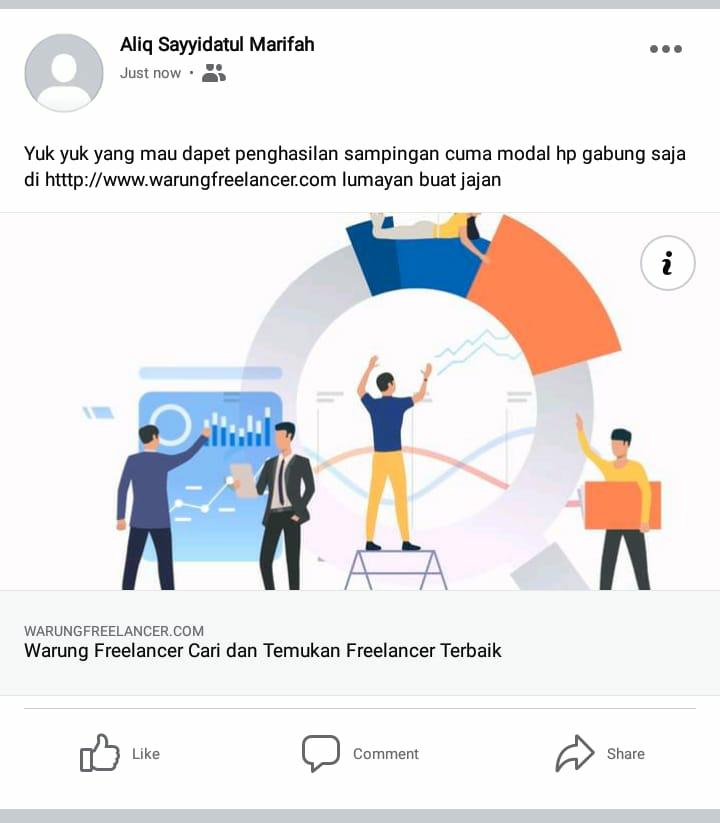 Aliq Sayyidatul Marifah
Just now
Yuk yuk yang mau dapet penghasilan sampingan cuma modal hp gabung saja
di htttp://www.warungfreelancer.com lumayan buat jajan
i
WARUNGFREELANCER.COM
Warung Freelancer Cari dan Temukan Freelancer Terbaik
Like
Comment
Share